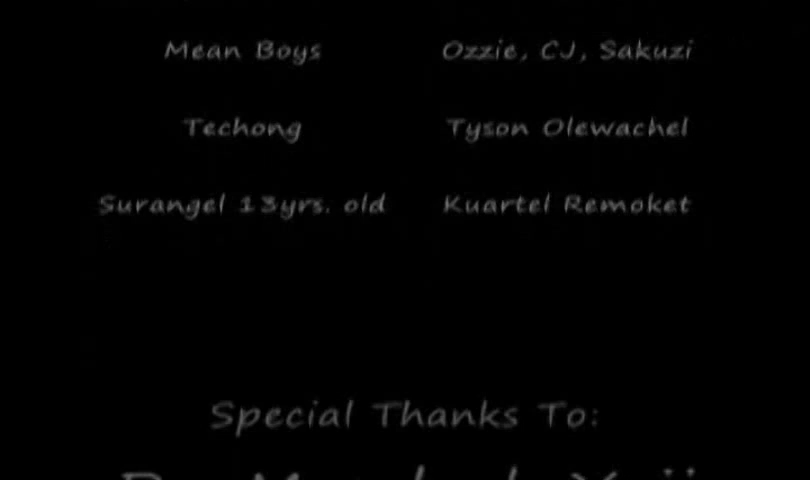 Mean Boys Ozzie, CJ, Sakuzi
Techong Tyson Olewachel
Surangel 13yrs. old Kuartel Remoket
Special Thanks To: